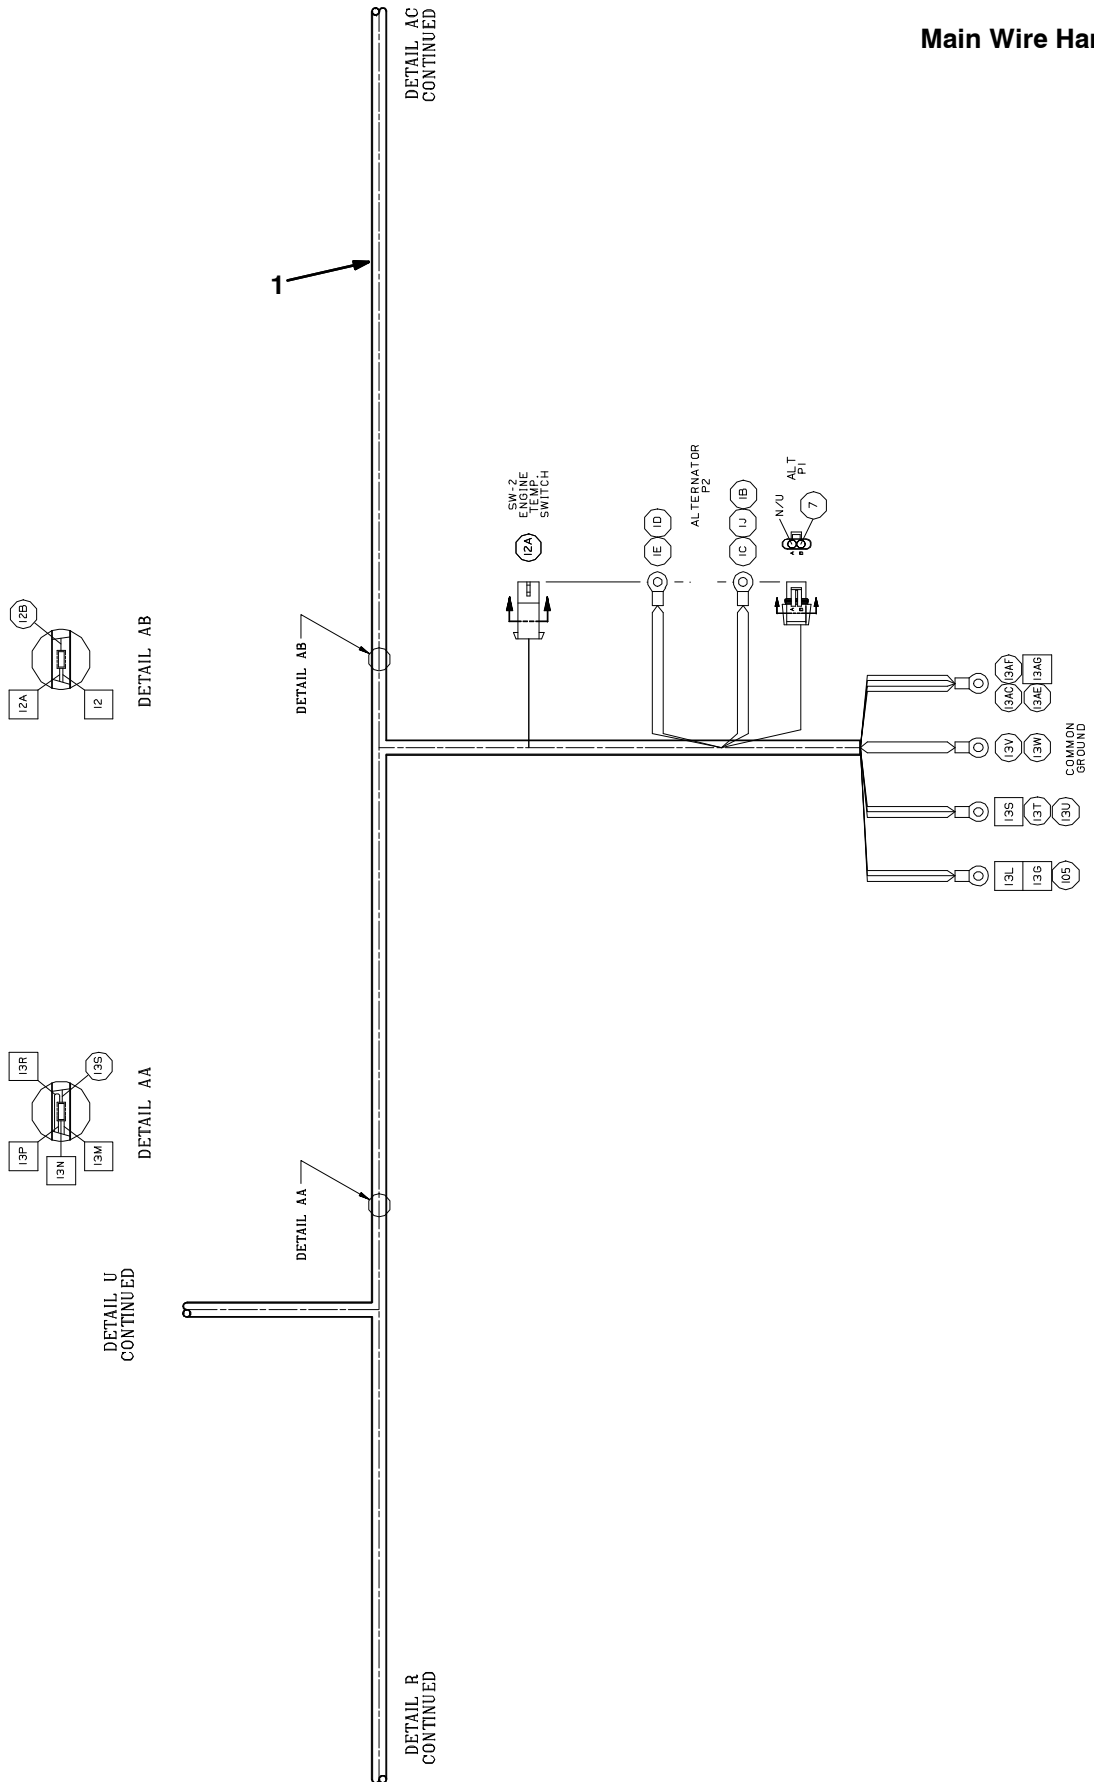 Main Wire Har
DETAIL AC
CONTINUED
1
12B
12A
12
DETAIL AB
DETAIL AB
SW-2
ENGINE
TEMP.
SWITCH
12A
1E
1D
ALTERNATOR
P2
1C
1J
1B
N/U
ALT
P1
7
A
B
A
B
13AC
13AF
13AE
13AG
13V
13W
COMMON
GROUND
13S
13T
13U
13L
13G
105
13R
13S
13P
13N
13M
DETAIL AA
DETAIL AA
DETAIL U
CONTINUED
DETAIL R
CONTINUED